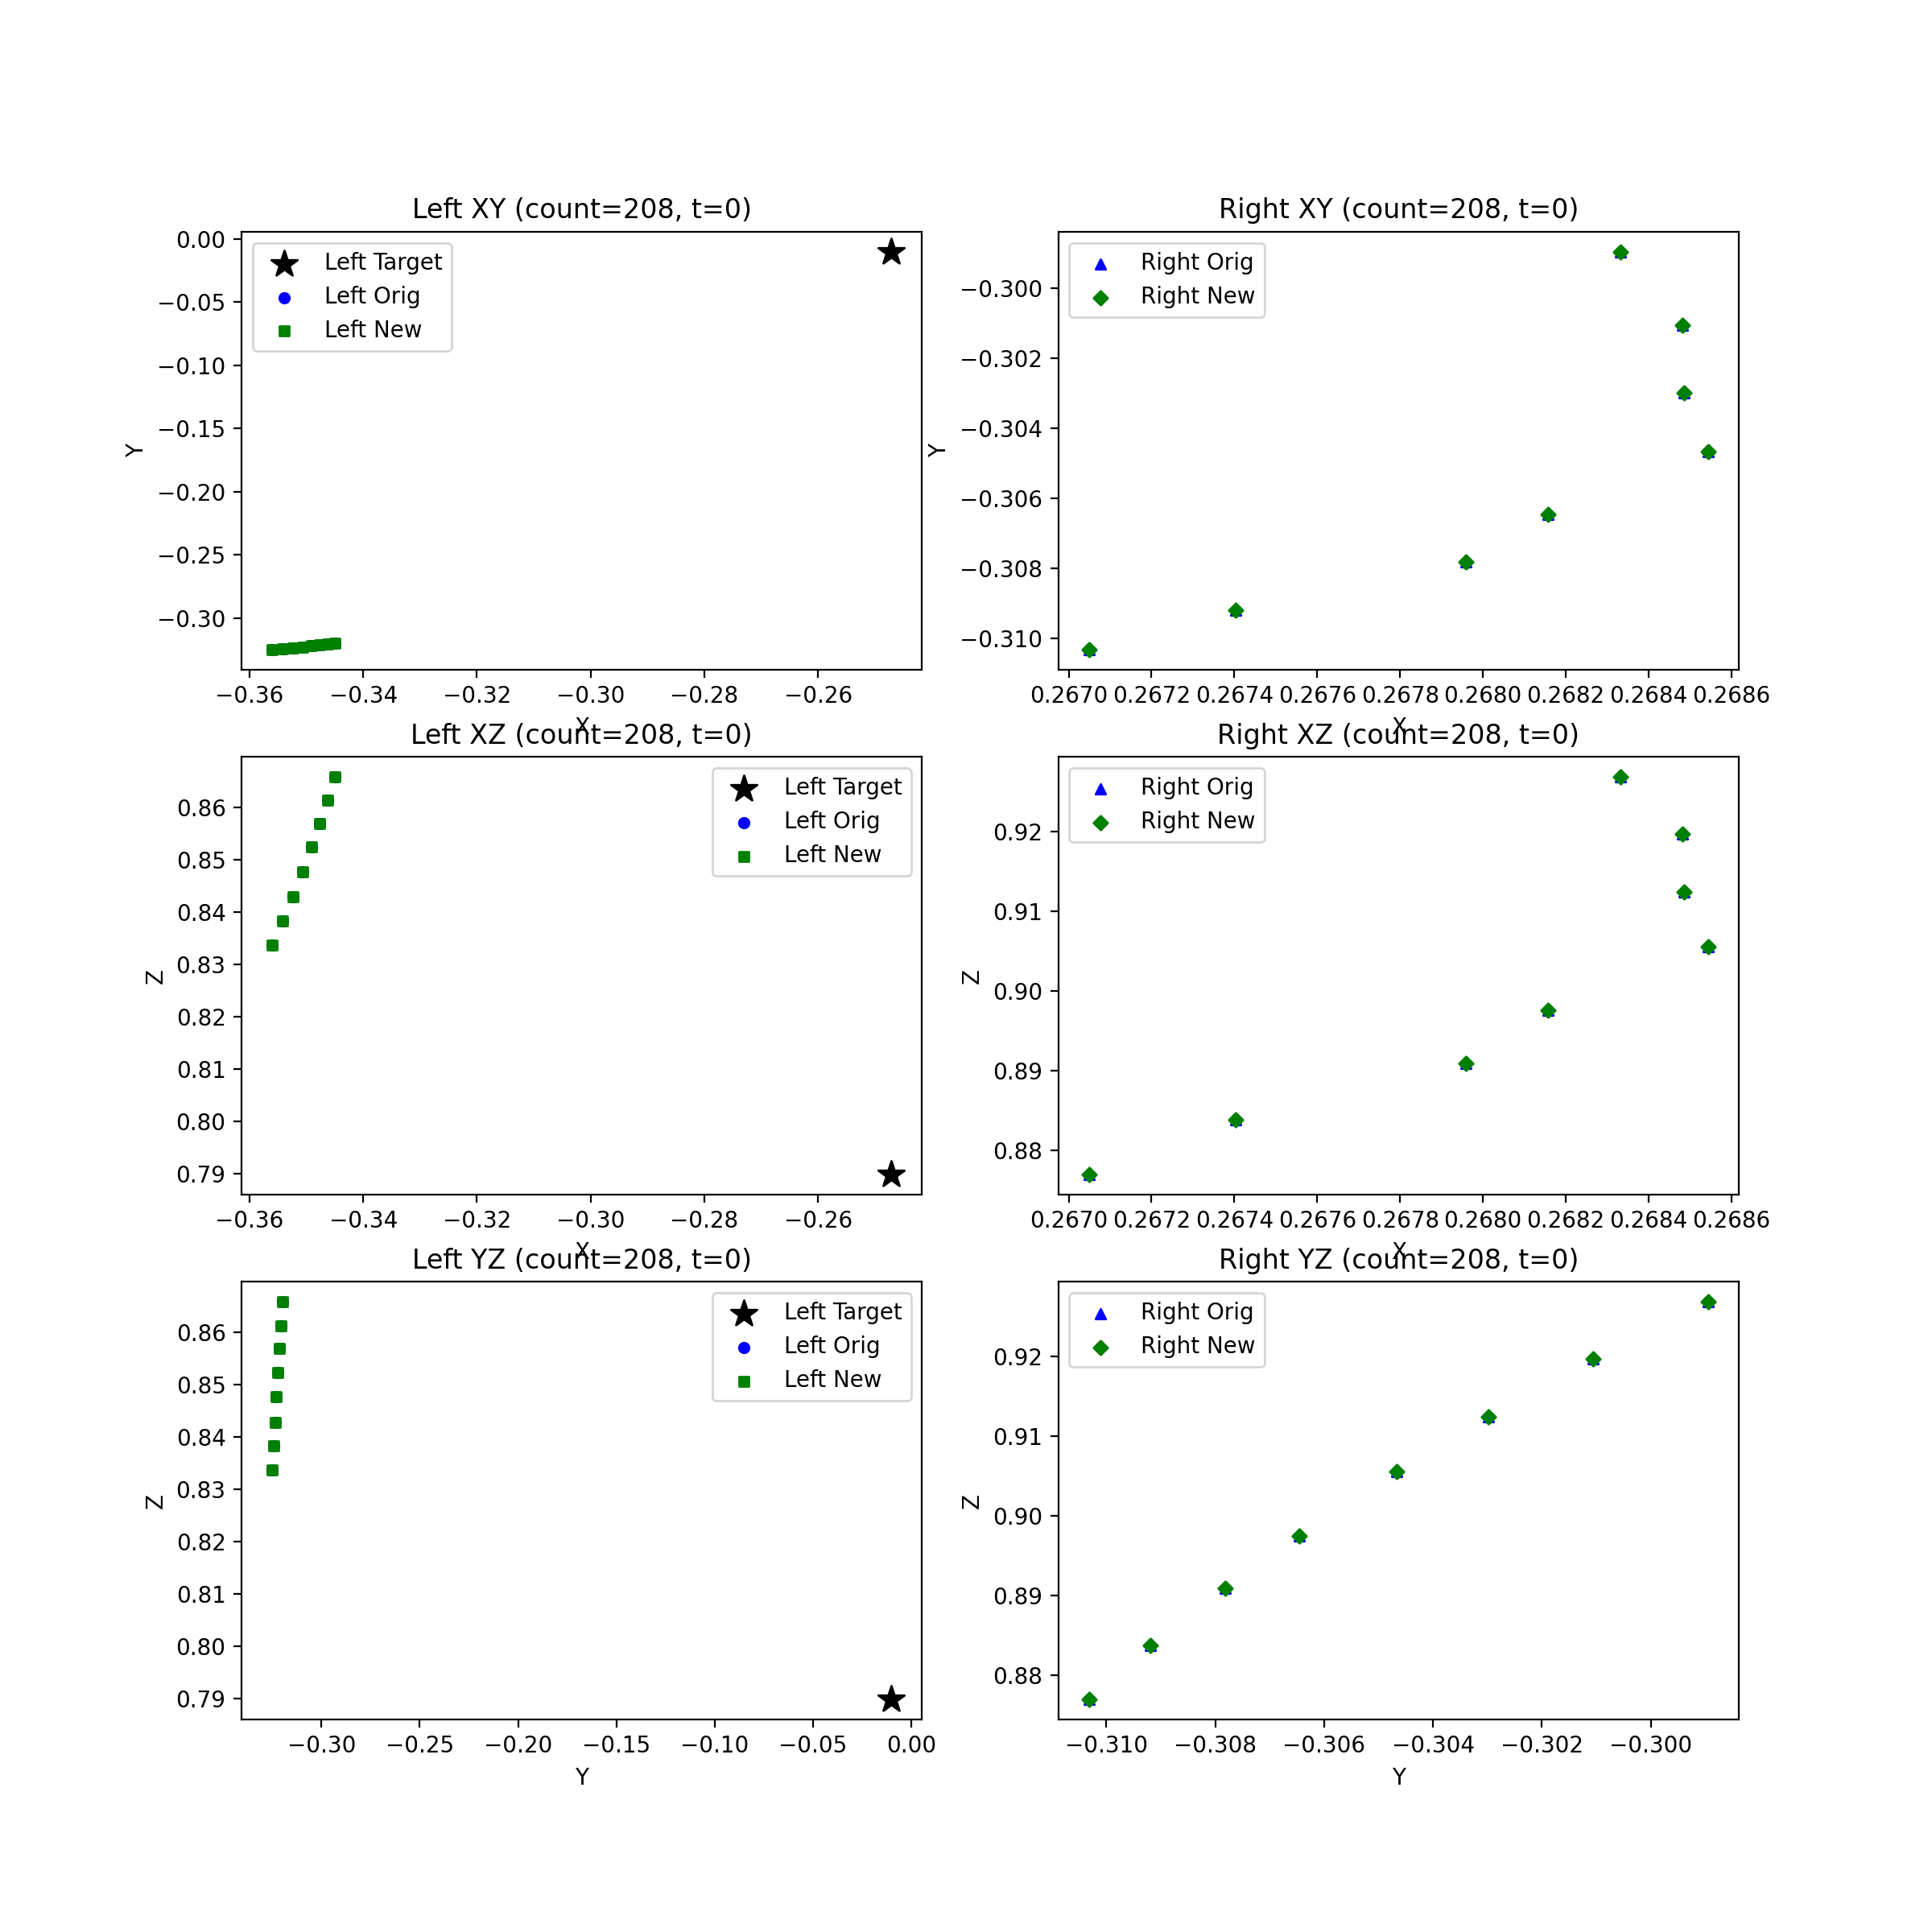 Left XY (count=208, t=0)
0.00
−0.05
−0.10
−0.15
−0.20
−0.25
−0.30
Y
Left Target
Left Orig
Left New
−0.36 −0.34 −0.32 −0.30 −0.28 −0.26
X
Right XY (count=208, t=0)
−0.300
−0.302
−0.304
−0.306
−0.308
−0.310
Y
Right Orig
Right New
0.2670 0.2672 0.2674 0.2676 0.2678 0.2680 0.2682 0.2684 0.2686
X
Left XZ (count=208, t=0)
0.86
0.85
0.84
0.83
0.82
0.81
0.80
0.79
Z
Left Target
Left Orig
Left New
−0.36 −0.34 −0.32 −0.30 −0.28 −0.26
X
Right XZ (count=208, t=0)
0.92
0.91
0.90
0.89
0.88
Z
Right Orig
Right New
0.2670 0.2672 0.2674 0.2676 0.2678 0.2680 0.2682 0.2684 0.2686
X
Left YZ (count=208, t=0)
0.86
0.85
0.84
0.83
0.82
0.81
0.80
0.79
Z
Left Target
Left Orig
Left New
−0.30 −0.25 −0.20 −0.15 −0.10 −0.05 0.00
Y
Right YZ (count=208, t=0)
0.92
0.91
0.90
0.89
0.88
Z
Right Orig
Right New
−0.310 −0.308 −0.306 −0.304 −0.302 −0.300
Y